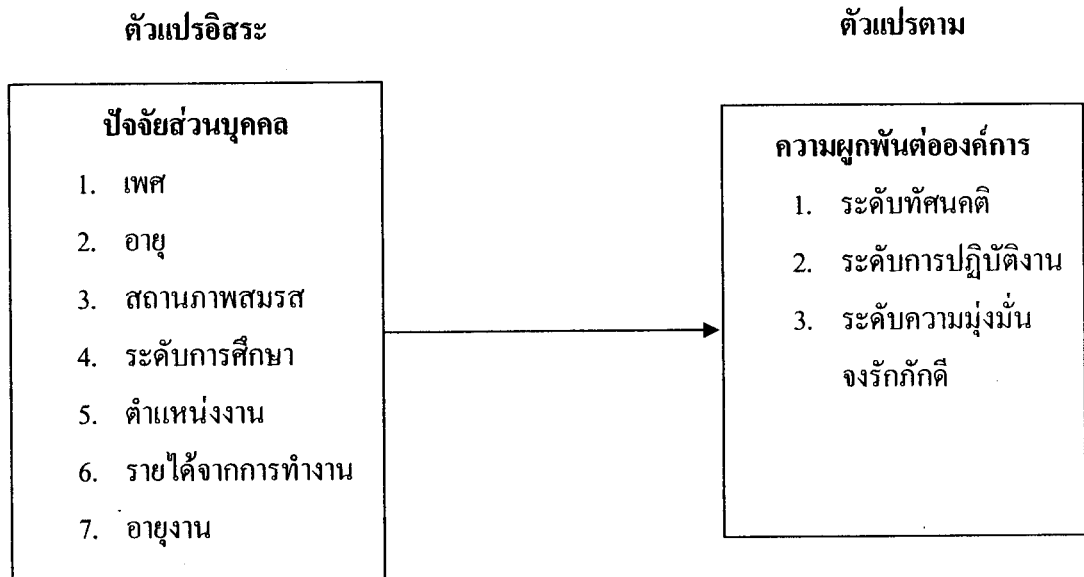 ตัวแปรอิสระ
ตัวแปรตาม
ปัจจัยส่วนบุคคล
1. เพศ
2. อายุ
3. สถานภาพสมรส
4. ระดับการศึกษา
5. ตำแหน่งงาน
6. รายได้จากการทำงาน
7. อายุงาน
ความผูกพันต่อองค์การ
1. ระดับทัศนคติ
2. ระดับการปฏิบัติงาน
3. ระดับความมุ่งมั่น
จงรักภักดี